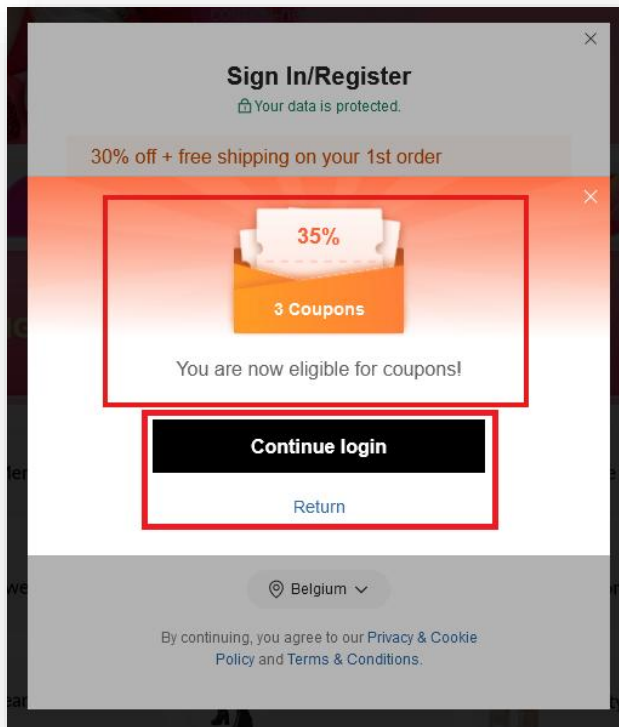 Sign In/Register
Your data is protected.
30% off + free shipping on your 1st order
35%
3 Coupons
You are now eligible for coupons!
Continue login
Return
Belgium
By continuing, you agree to our Privacy & Cookie
Policy and Terms & Conditions.